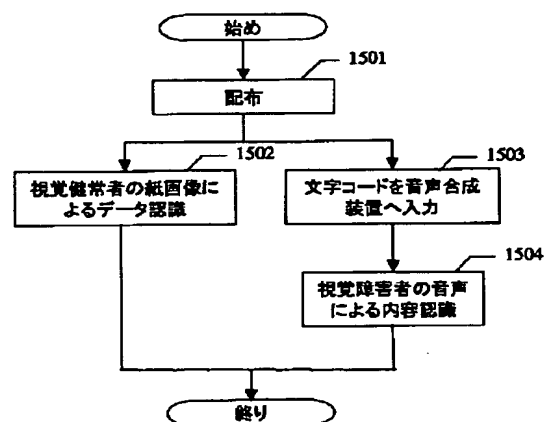 始め
1501
配布
1502
視覚健常者の紙画像に
よるデータ認識
1503
文字コードを音声合成
装置へ入力
1504
視覚障害者の音声
による内容認識
終り